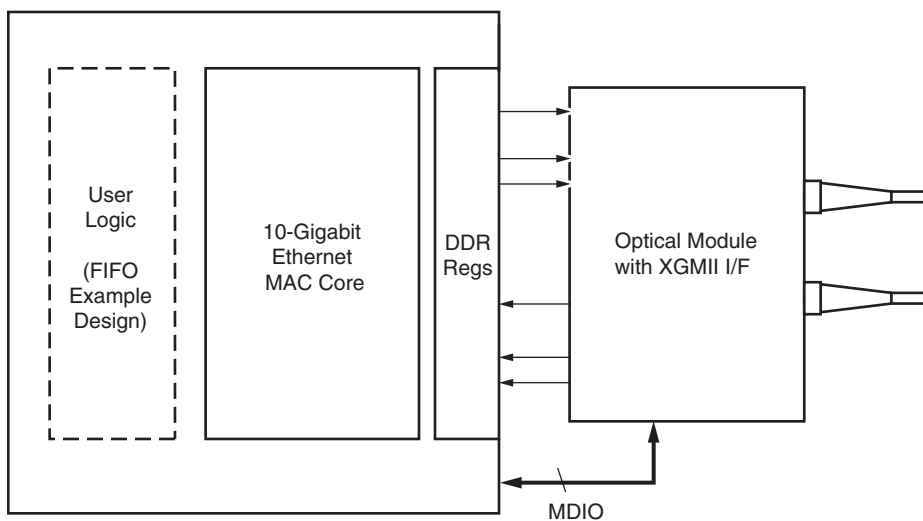 User
Logic
(FIFO
Example
Design)
10-Gigabit
Ethernet
MAC Core
DDR
Regs
Optical Module
with XGMII I/F
MDIO